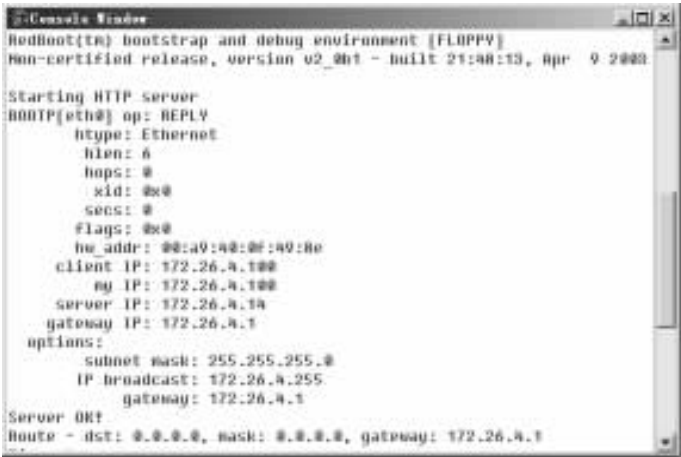 Console Window
RedBoot(tm) bootstrap and debug environment [FLOPPY]
Non-certified release, version v2_0b1 - built 21:48:13, Apr 9 2003
Starting HTTP server
BOOTP[eth0] op: REPLY
htype: Ethernet
hlen: 6
hops: 0
xid: 0x0
secs: 0
flags: 0x0
hw_addr: 00:a9:40:0f:49:8e
client IP: 172.26.4.100
my IP: 172.26.4.100
server IP: 172.26.4.14
gateway IP: 172.26.4.1
options:
subnet mask: 255.255.255.0
IP broadcast: 172.26.4.255
gateway: 172.26.4.1
Server OK!
Route - dst: 0.0.0.0, mask: 0.0.0.0, gateway: 172.26.4.1